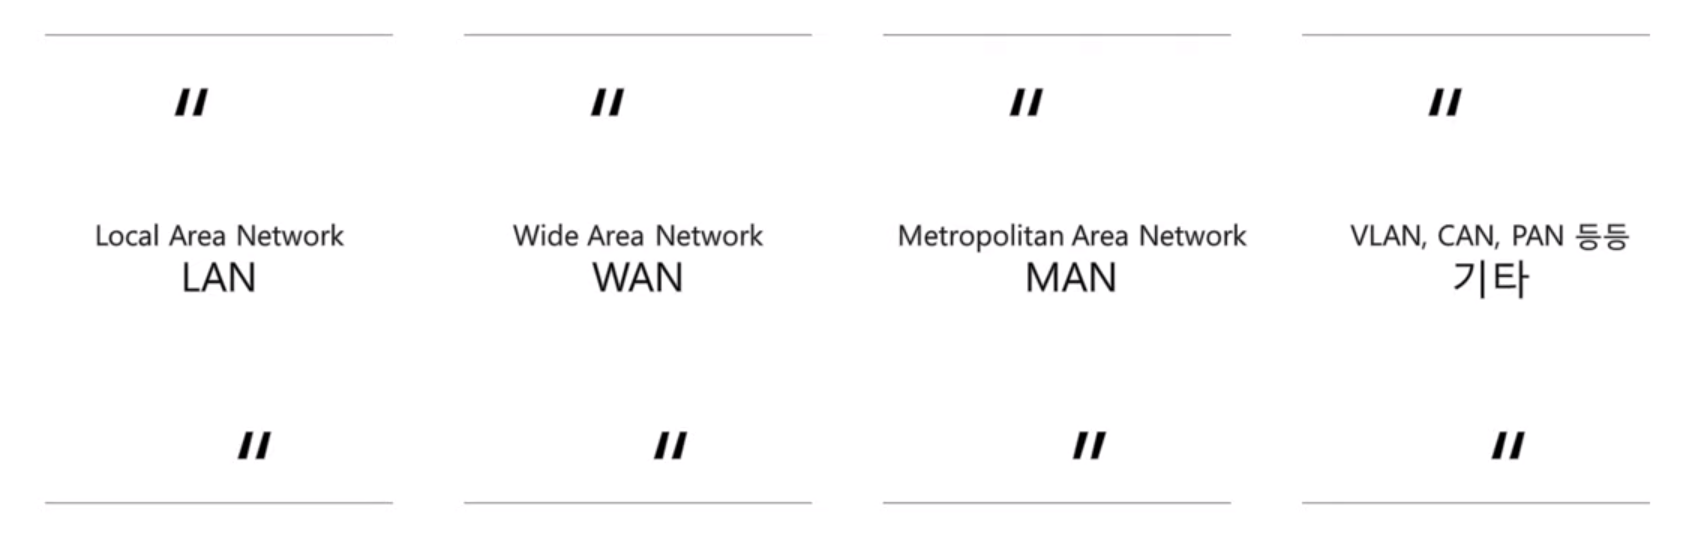 "
Local Area Network
LAN
"
"
Wide Area Network
WAN
"
"
Metropolitan Area Network
MAN
"
"
VLAN, CAN, PAN 등등
기타
"